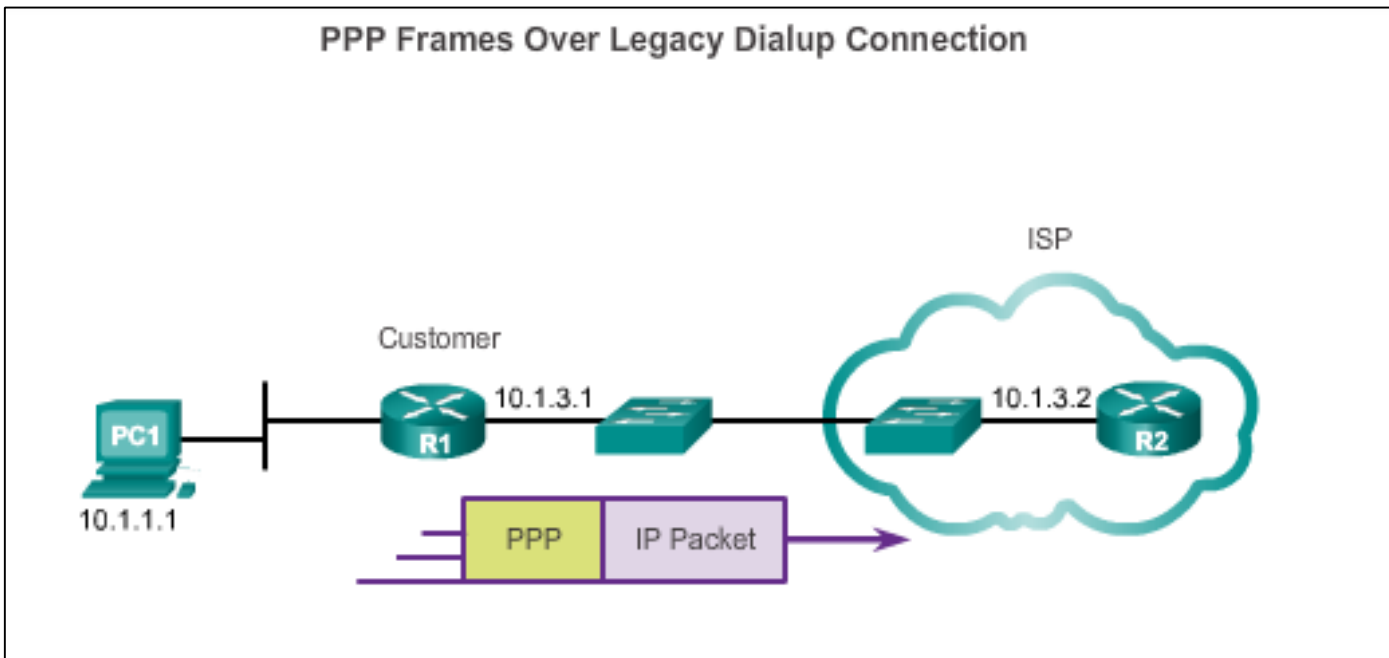 PPP Frames Over Legacy Dialup Connection
ISP
Customer
10.1.3.1
10.1.3.2
PC1
R1
R2
10.1.1.1
PPP
IP Packet